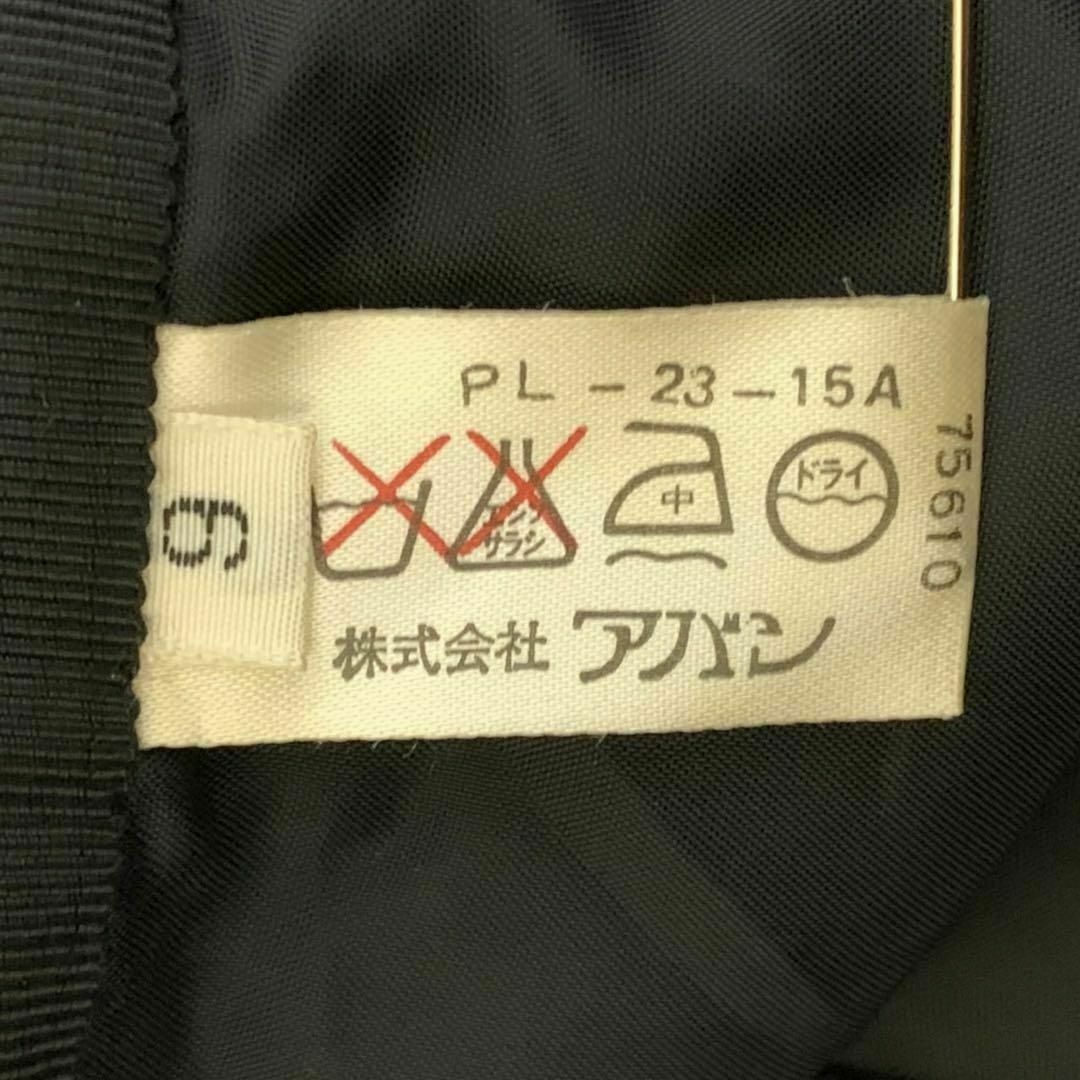 PL-23-15A
75610
9
エンソ
サラシ
中
ドライ
株式会社 アバン